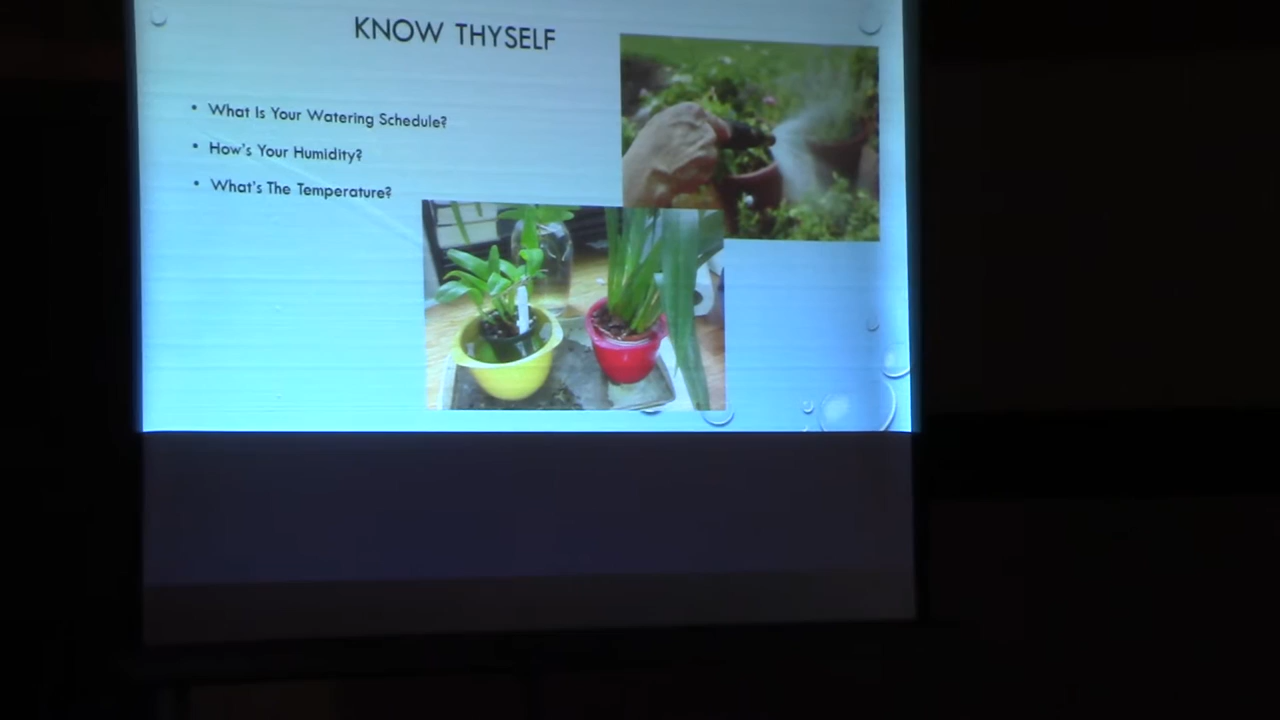 KNOW THYSELF
• What Is Your Watering Schedule?
• How's Your Humidity?
• What's The Temperature?